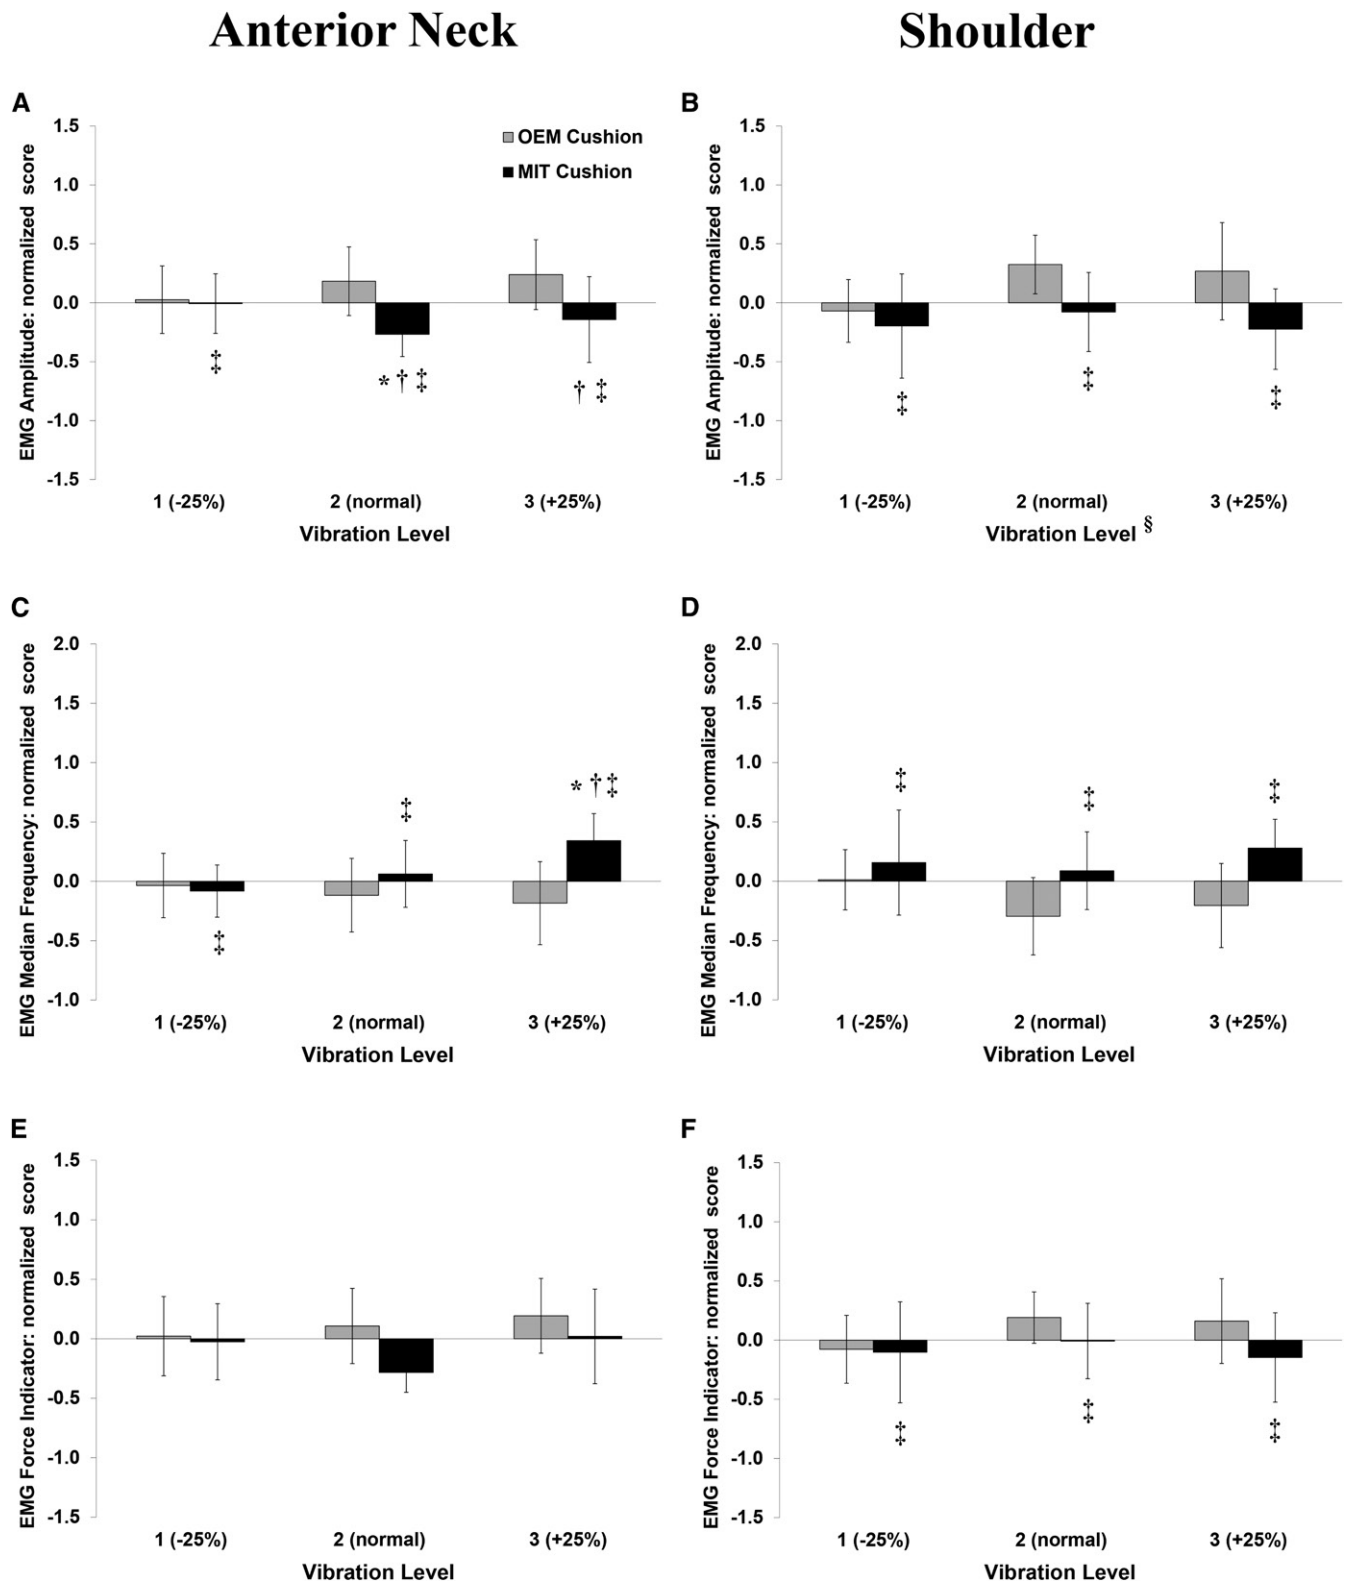 Anterior Neck
Shoulder
A
EMG Amplitude: normalized score
1.5
1.0
0.5
0.0
-0.5
-1.0
-1.5
OEM Cushion
MIT Cushion
‡
* † ‡
† ‡
1 (-25%) 2 (normal) 3 (+25%)
Vibration Level
B
EMG Amplitude: normalized score
1.5
1.0
0.5
0.0
-0.5
-1.0
-1.5
‡
‡
‡
1 (-25%) 2 (normal) 3 (+25%)
Vibration Level §
C
EMG Median Frequency: normalized score
2.0
1.5
1.0
0.5
0.0
-0.5
-1.0
‡
‡
* † ‡
1 (-25%) 2 (normal) 3 (+25%)
Vibration Level
D
EMG Median Frequency: normalized score
2.0
1.5
1.0
0.5
0.0
-0.5
-1.0
‡
‡
‡
1 (-25%) 2 (normal) 3 (+25%)
Vibration Level
E
EMG Force Indicator: normalized score
1.5
1.0
0.5
0.0
-0.5
-1.0
-1.5
1 (-25%) 2 (normal) 3 (+25%)
Vibration Level
F
EMG Force Indicator: normalized score
1.5
1.0
0.5
0.0
-0.5
-1.0
-1.5
‡
‡
‡
1 (-25%) 2 (normal) 3 (+25%)
Vibration Level